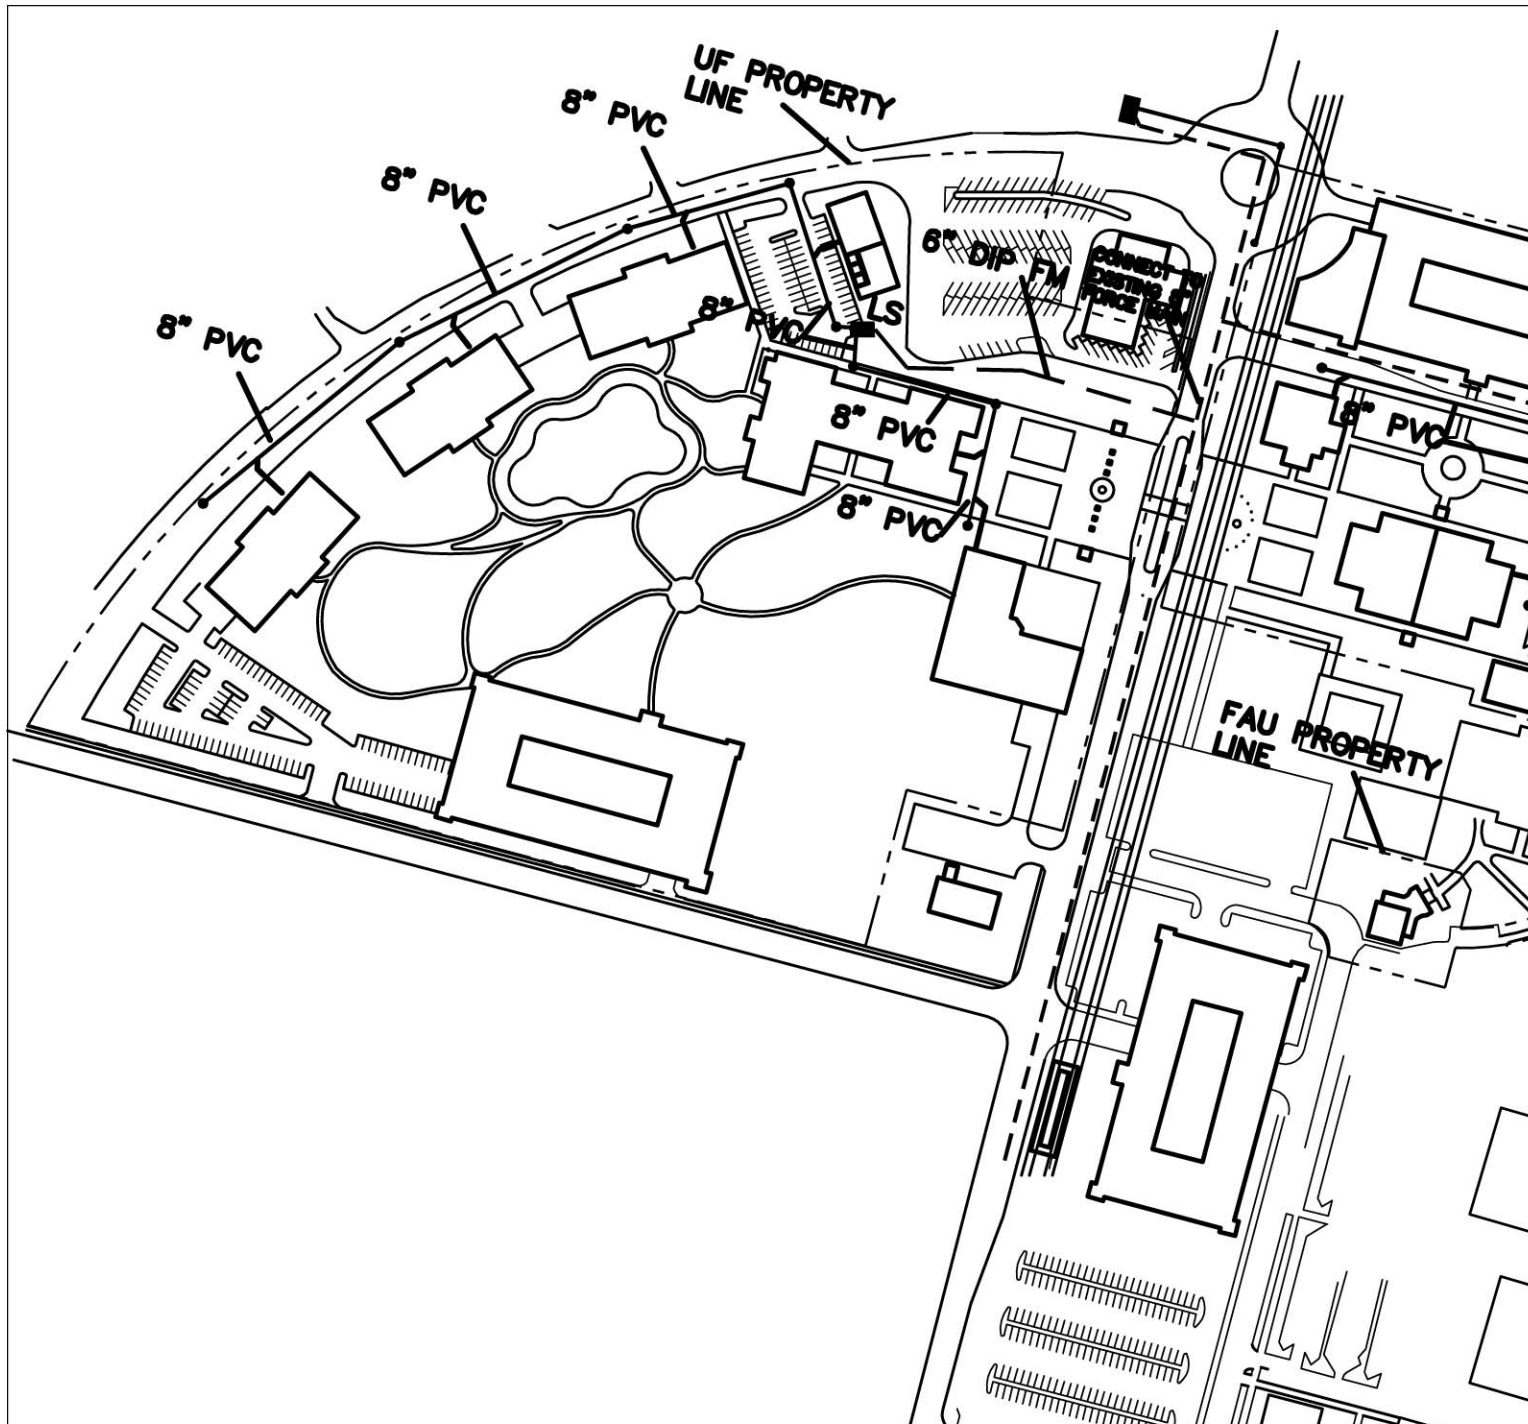 UF PROPERTY
LINE
8" PVC
8" PVC
8" PVC
6" DIP FM
CONNECT TO
EXISTING 8"
FORCE MAIN
8" PVC
LS
8" PVC
8" PVC
8" PVC
FAU PROPERTY
LINE